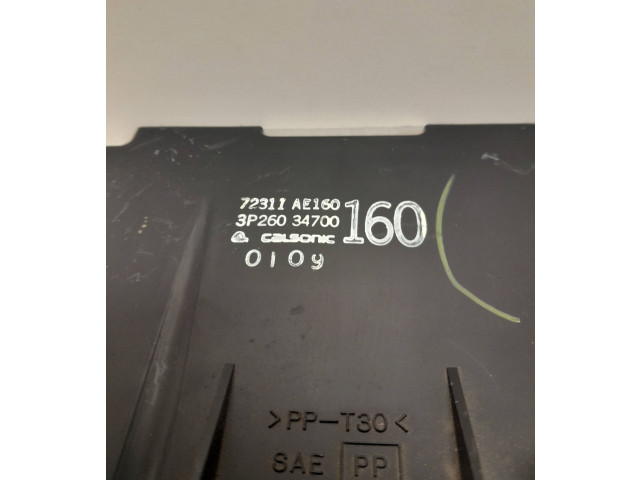 72311 AE160
3P260 34700
160
calsonic
0109
>PP-T30<
SAE PP